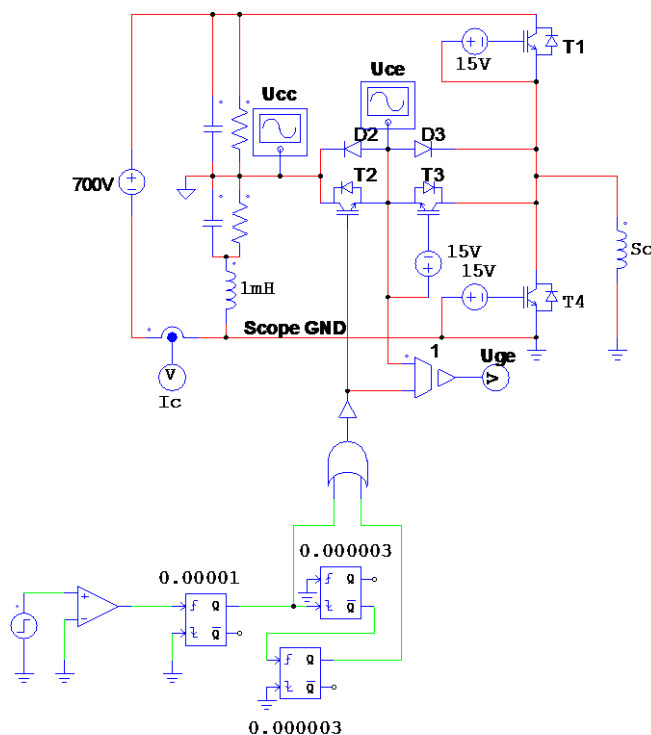 T1
15V
Ucc
Uce
D2
D3
T2
T3
700V
15V
15V
Sc
1mH
T4
Scope GND
1
Uge
V
V
Ic
0.000003
0.00001
Q
Q
Q
Q
Q
Q
0.000003